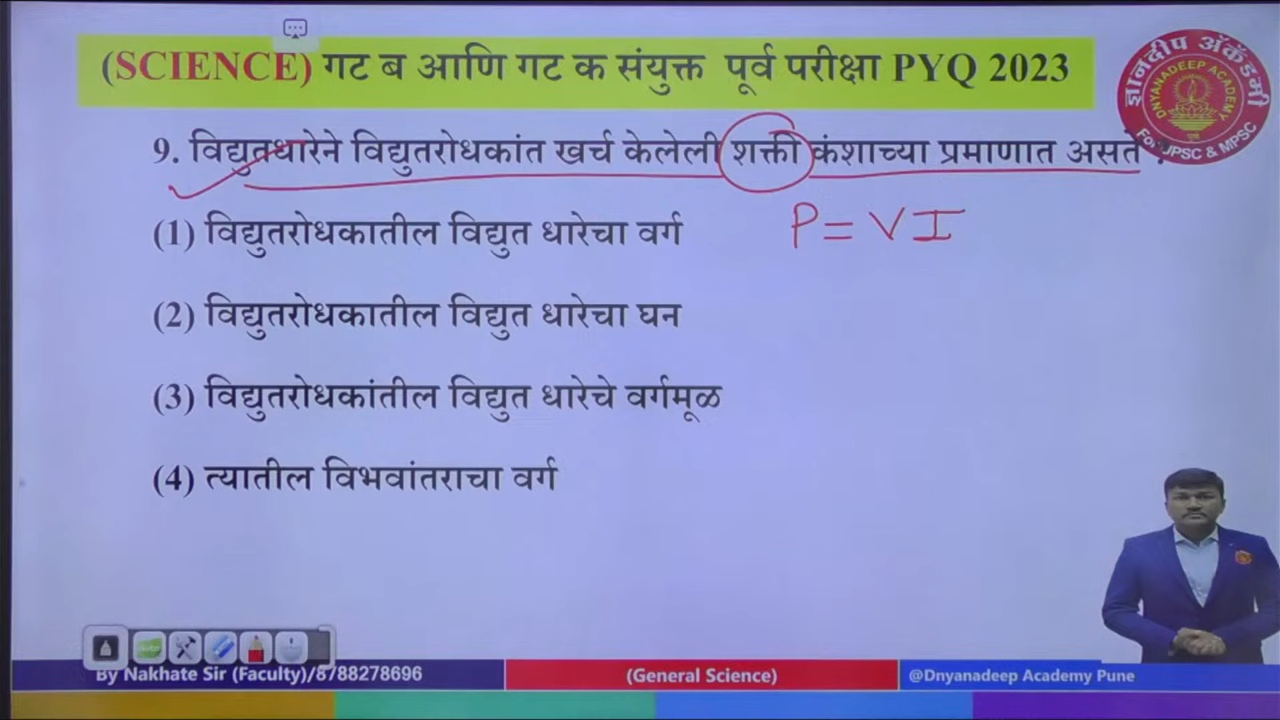 (SCIENCE) गट ब आणि गट क संयुक्त पूर्व परीक्षा PYQ 2023
ज्ञानदीप अॅकॅडमी
DNYANADEEP ACADEMY
For UPSC & MPSC
9. विद्युतधारेने विद्युतरोधकांत खर्च केलेली शक्ती कंशाच्या प्रमाणात असते ?
P = VI
(1) विद्युतरोधकातील विद्युत धारेचा वर्ग
(2) विद्युतरोधकातील विद्युत धारेचा घन
(3) विद्युतरोधकांतील विद्युत धारेचे वर्गमूळ
(4) त्यातील विभवांतराचा वर्ग
By Nakhate Sir (Faculty)/8788278696
(General Science)
@Dnyanadeep Academy Pune